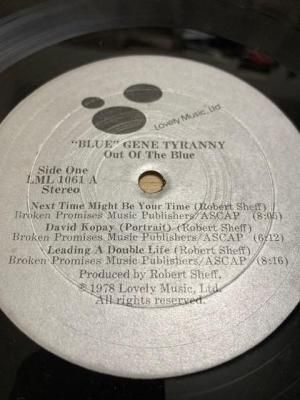 Lovely Music, Ltd
"BLUE" GENE TYRANNY
Out Of The Blue
Side One
LML 1061 A
Stereo
Next Time Might Be Your Time (Robert Sheff)
Broken Promises Music Publishers/ASCAP (8:05)
David Kopay (Portrait) (Robert Sheff)
Broken Promises Music Publishers/ASCAP (6:12)
Leading A Double Life (Robert Sheff)
Broken Promises Music Publishers/ASCAP (8:16)
Produced by Robert Sheff.
© 1978 Lovely Music, Ltd.
All rights reserved.